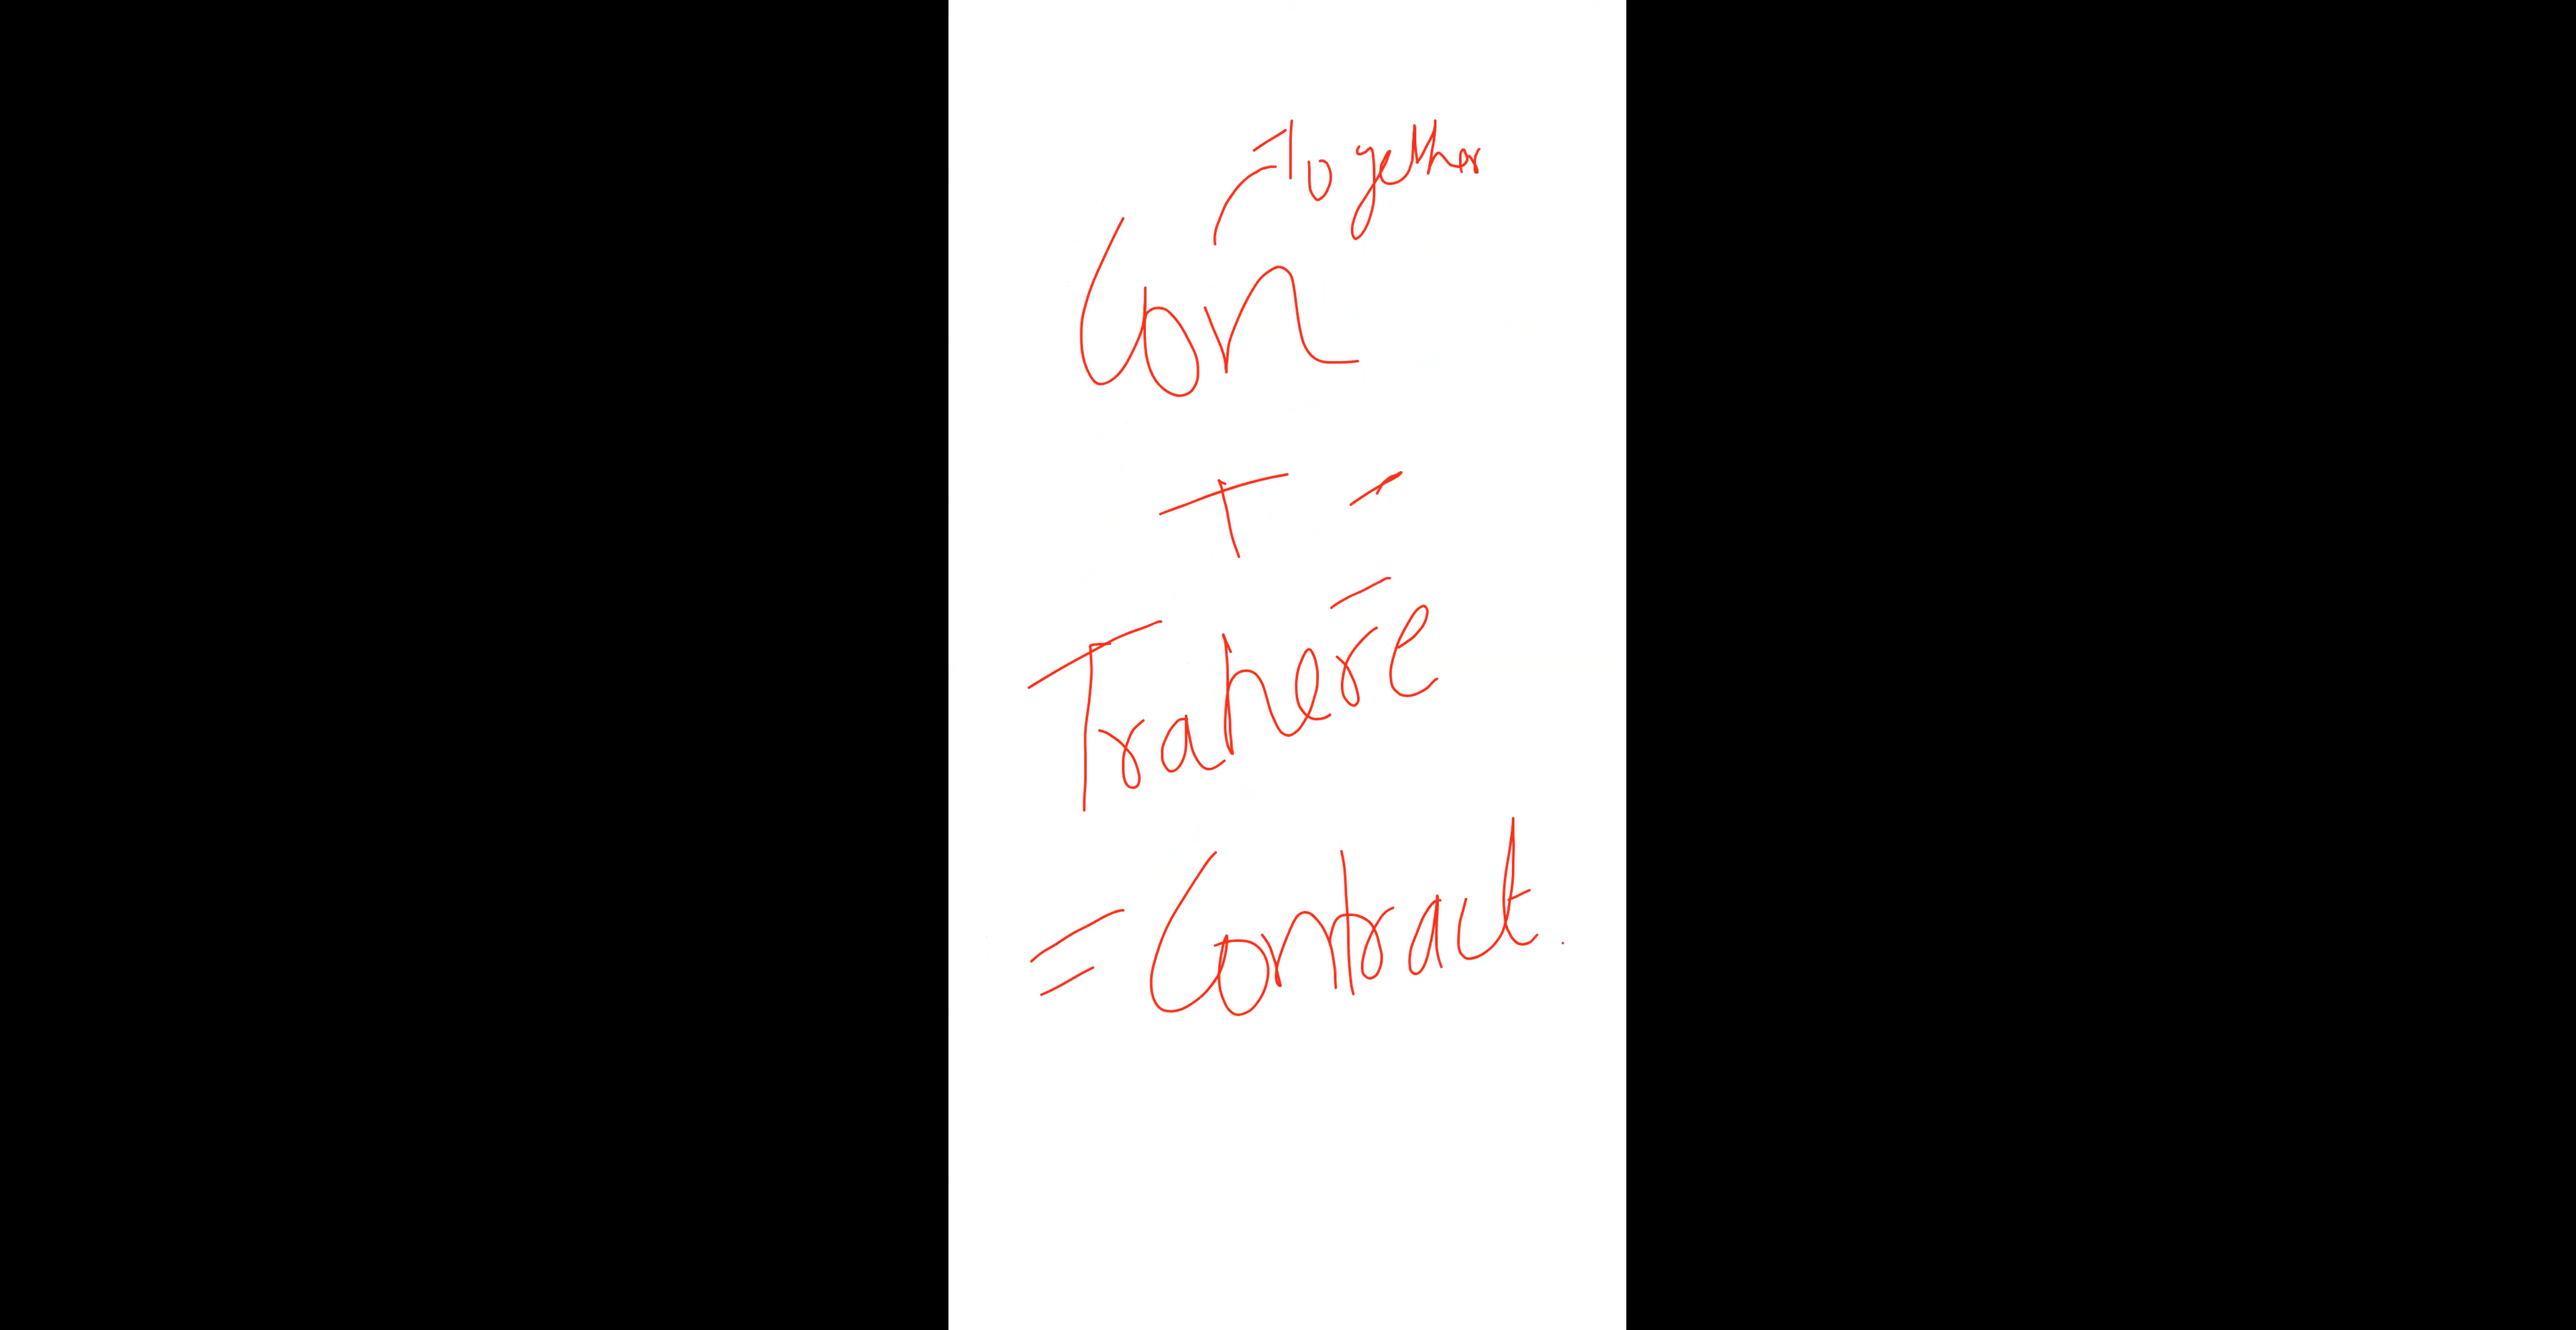 Together
Con
+ -
Trahere
= Contract.